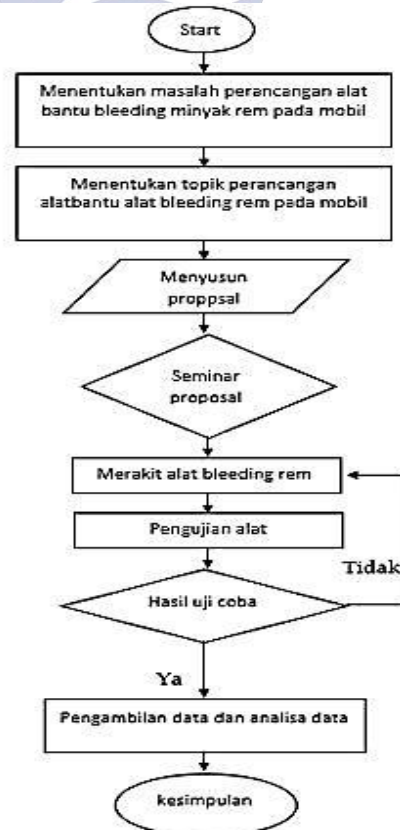 Start
Menentukan masalah perancangan alat
bantu bleeding minyak rem pada mobil
Menentukan topik perancangan
alatbantu alat bleeding rem pada mobil
Menyusun
proppsal
Seminar
proposal
Merakit alat bleeding rem
Pengujian alat
Tidak
Hasil uji coba
Ya
Pengambilan data dan analisa data
kesimpulan